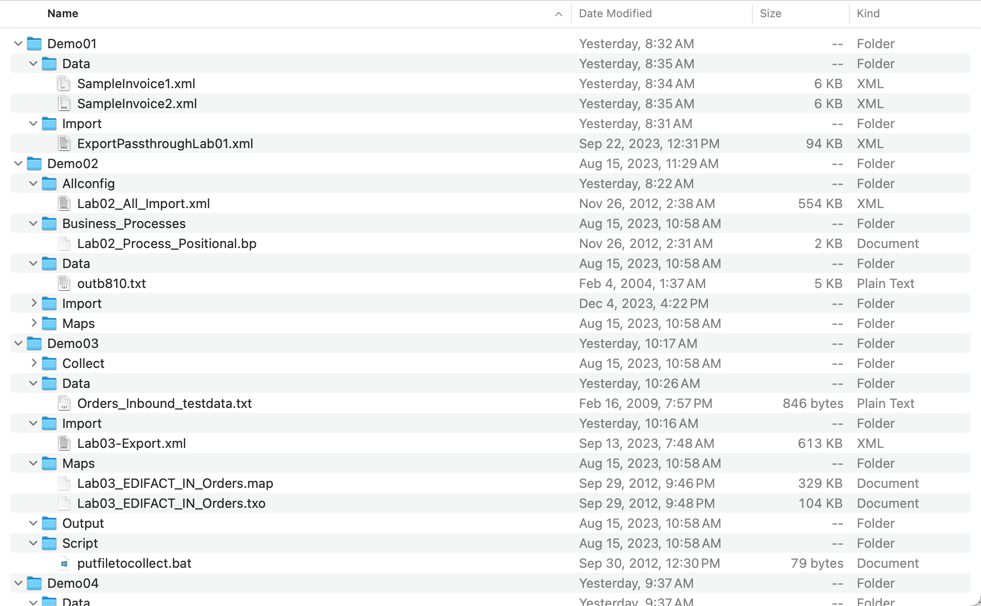 Name Date Modified Size Kind
Demo01 Yesterday, 8:32 AM -- Folder
Data Yesterday, 8:35 AM -- Folder
SampleInvoice1.xml Yesterday, 8:34 AM 6 KB XML
SampleInvoice2.xml Yesterday, 8:35 AM 6 KB XML
Import Yesterday, 8:31 AM -- Folder
ExportPassthroughLab01.xml Sep 22, 2023, 12:31 PM 94 KB XML
Demo02 Aug 15, 2023, 11:29 AM -- Folder
Allconfig Yesterday, 8:22 AM -- Folder
Lab02_All_Import.xml Nov 26, 2012, 2:38 AM 554 KB XML
Business_Processes Aug 15, 2023, 10:58 AM -- Folder
Lab02_Process_Positional.bp Nov 26, 2012, 2:31 AM 2 KB Document
Data Aug 15, 2023, 10:58 AM -- Folder
outb810.txt Feb 4, 2004, 1:37 AM 5 KB Plain Text
Import Dec 4, 2023, 4:22 PM -- Folder
Maps Aug 15, 2023, 10:58 AM -- Folder
Demo03 Yesterday, 10:17 AM -- Folder
Collect Aug 15, 2023, 10:58 AM -- Folder
Data Yesterday, 10:26 AM -- Folder
Orders_Inbound_testdata.txt Feb 16, 2009, 7:57 PM 846 bytes Plain Text
Import Yesterday, 10:16 AM -- Folder
Lab03-Export.xml Sep 13, 2023, 7:48 AM 613 KB XML
Maps Aug 15, 2023, 10:58 AM -- Folder
Lab03_EDIFACT_IN_Orders.map Sep 29, 2012, 9:46 PM 329 KB Document
Lab03_EDIFACT_IN_Orders.txo Sep 29, 2012, 9:48 PM 104 KB Document
Output Aug 15, 2023, 10:58 AM -- Folder
Script Aug 15, 2023, 10:58 AM -- Folder
putfiletocollect.bat Sep 30, 2012, 12:30 PM 79 bytes Document
Demo04 Yesterday, 9:37 AM -- Folder
Data Yesterday, 9:37 AM -- Folder